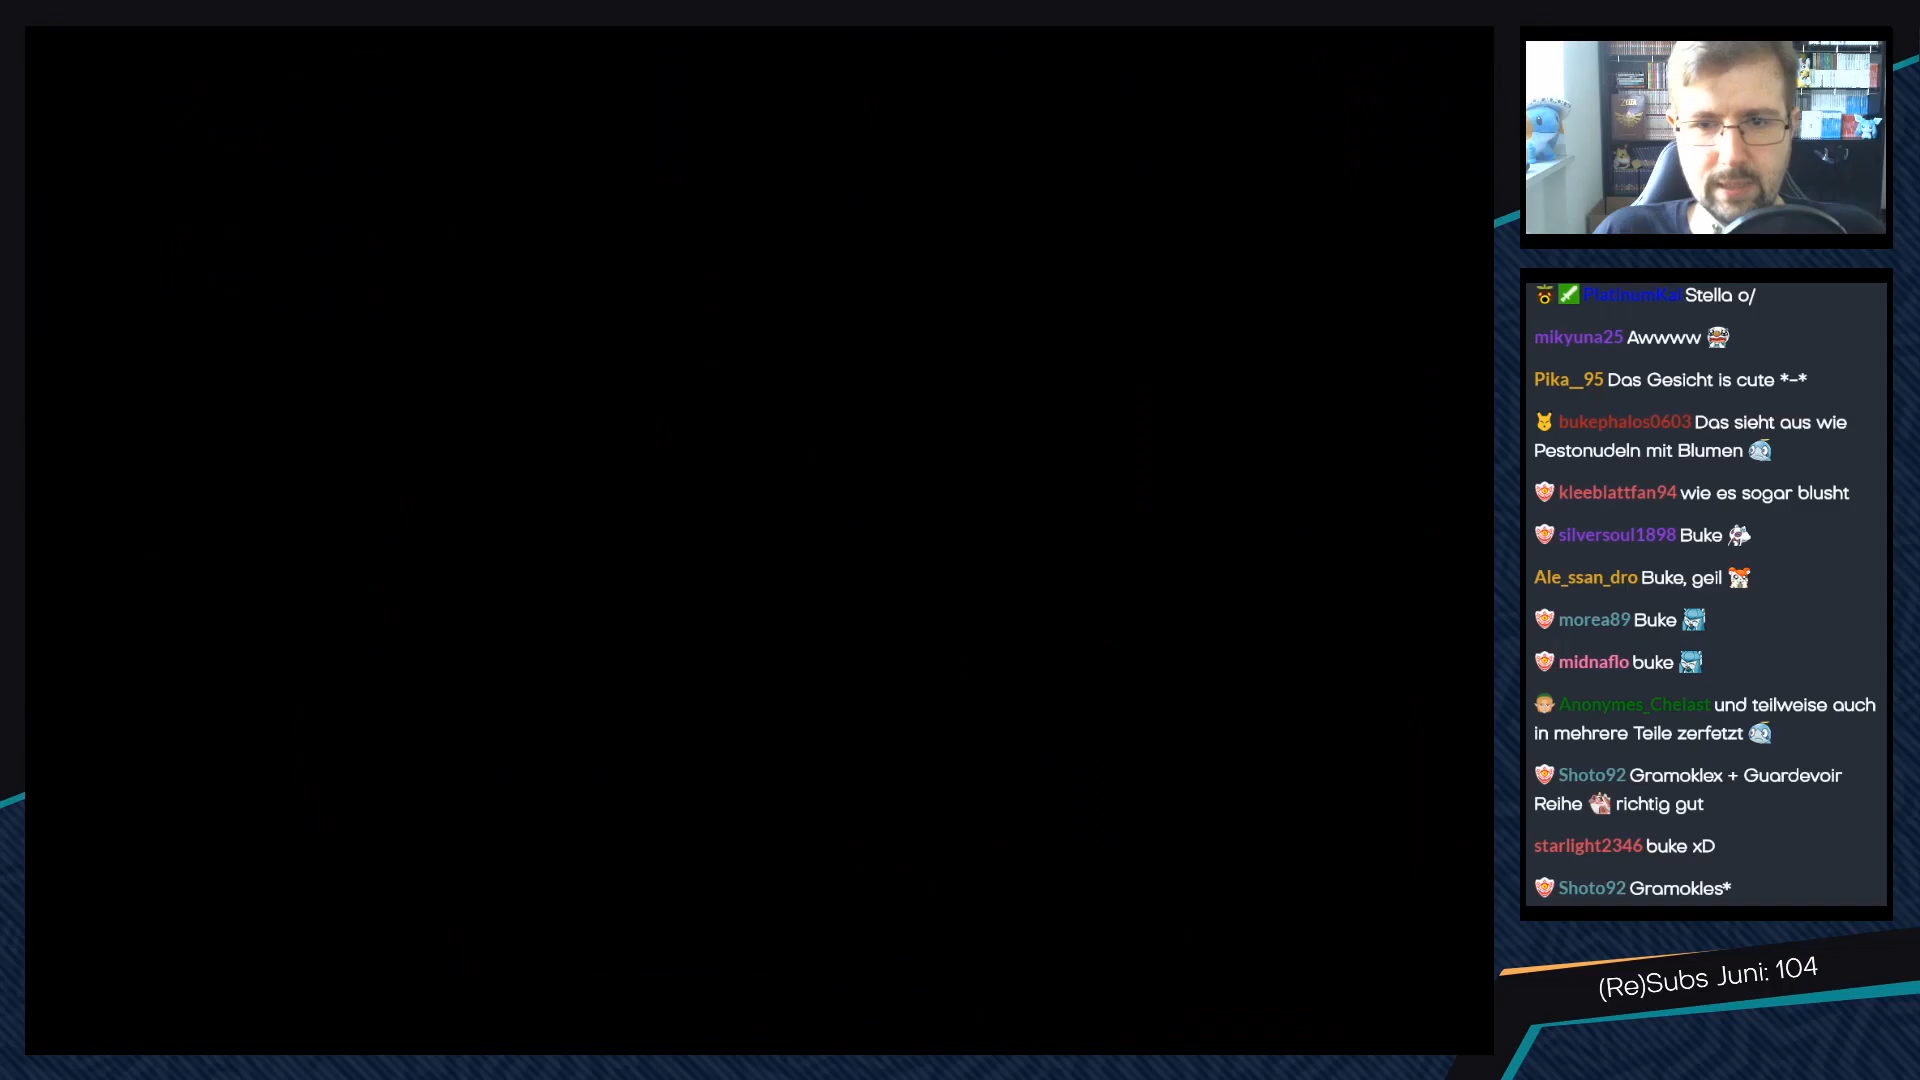 PlatinumKai Stella o/
mikyuna25 Awwww
Pika__95 Das Gesicht is cute *-*
bukephalos0603 Das sieht aus wie
Pestonudeln mit Blumen
kleeblattfan94 wie es sogar blusht
silversoul1898 Buke
Ale_ssan_dro Buke, geil
morea89 Buke
midnaflo buke
Anonymes_Chelast und teilweise auch
in mehrere Teile zerfetzt
Shoto92 Gramoklex + Guardevoir
Reihe richtig gut
starlight2346 buke xD
Shoto92 Gramokles*
(Re)Subs Juni: 104